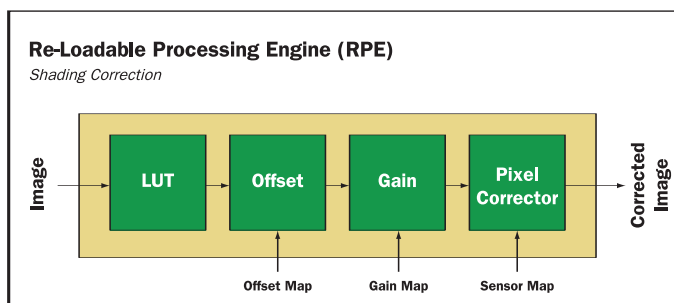 Re-Loadable Processing Engine (RPE)
Shading Correction
Image
LUT
Offset
Gain
Pixel
Corrector
Corrected
Image
Offset Map
Gain Map
Sensor Map